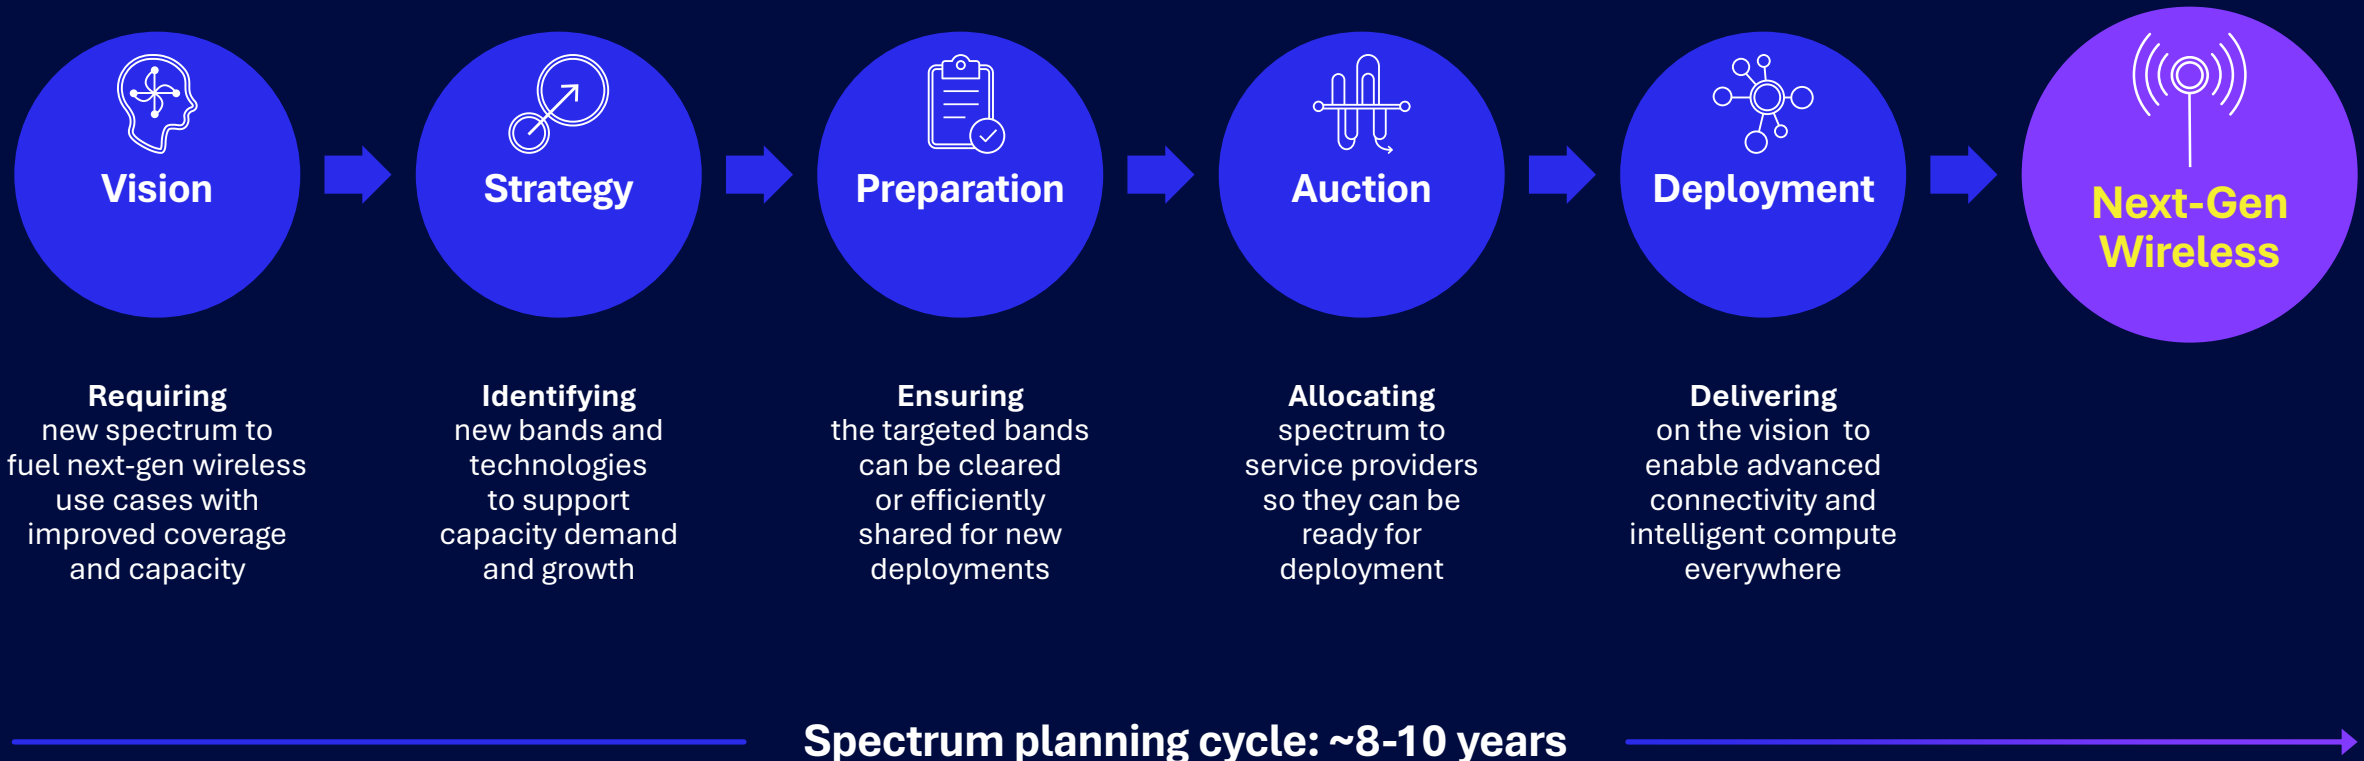 Vision
Strategy
Preparation
Auction
Deployment
Next-Gen
Wireless
Requiring
new spectrum to
fuel next-gen wireless
use cases with
improved coverage
and capacity
Identifying
new bands and
technologies
to support
capacity demand
and growth
Ensuring
the targeted bands
can be cleared
or efficiently
shared for new
deployments
Allocating
spectrum to
service providers
so they can be
ready for
deployment
Delivering
on the vision to
enable advanced
connectivity and
intelligent compute
everywhere
Spectrum planning cycle: ~8-10 years